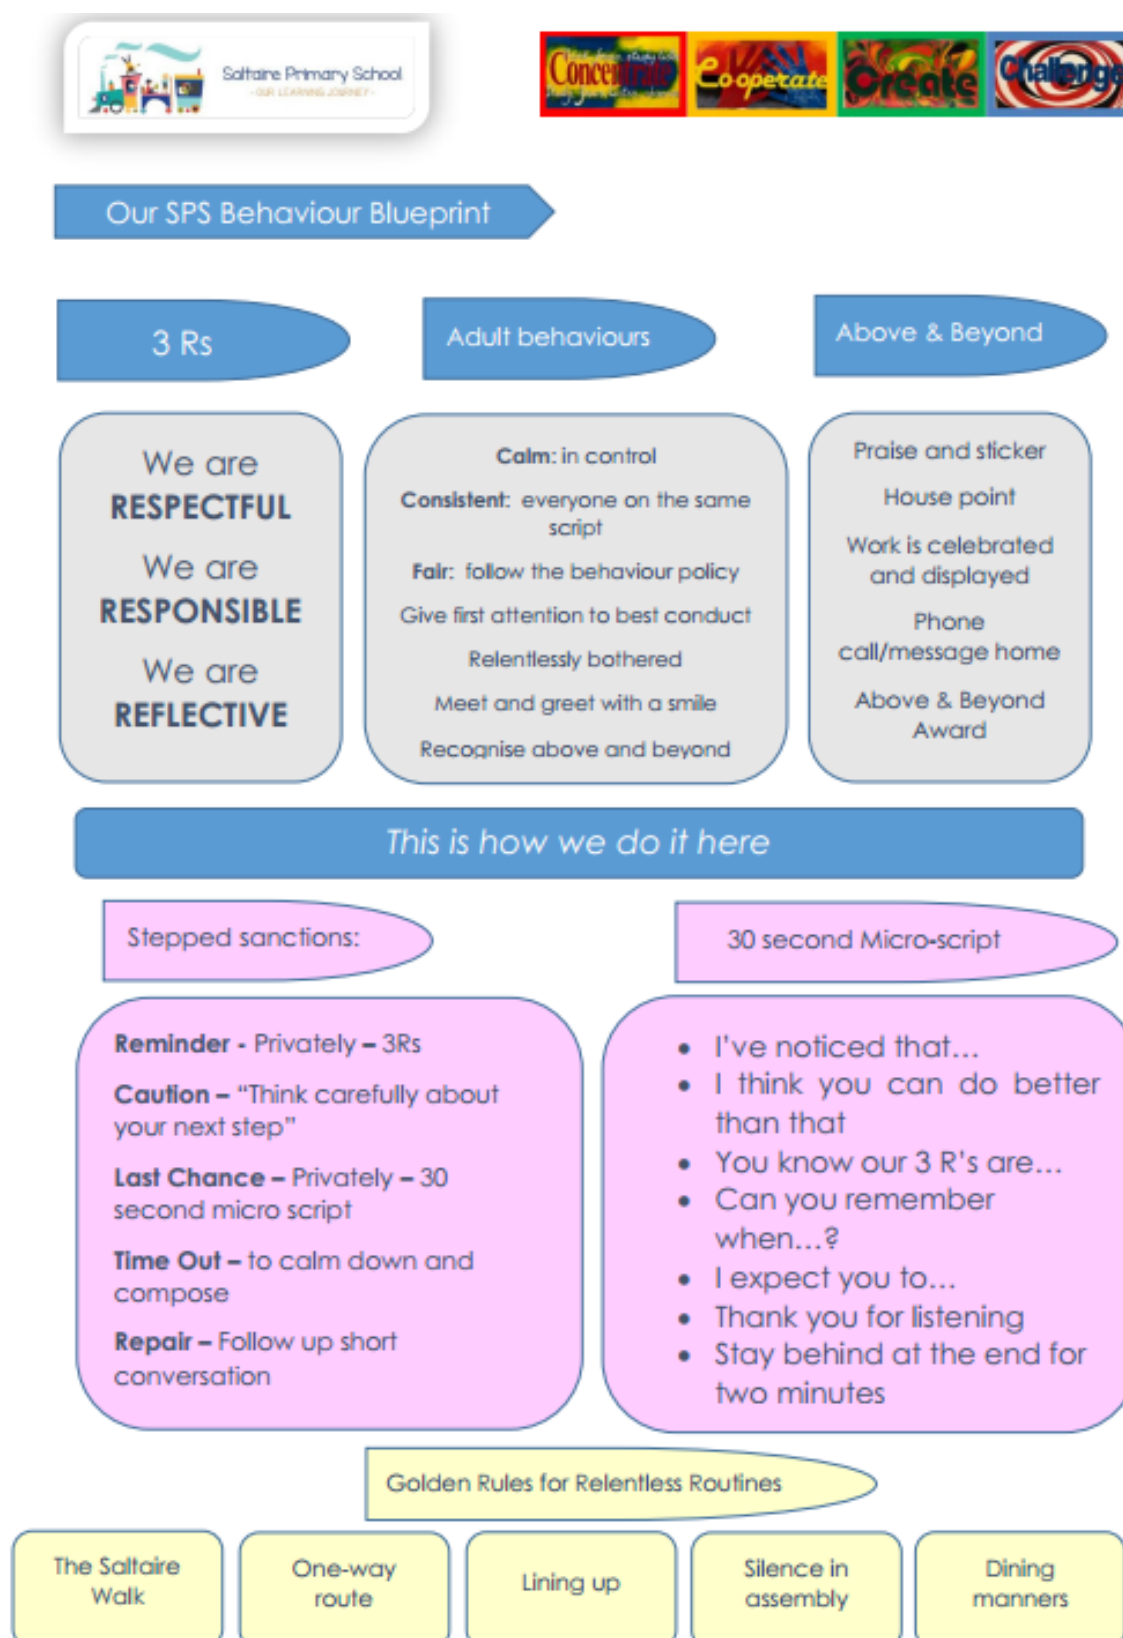 Saltaire Primary School
- OUR LEARNING JOURNEY -
Concentrate
Co-operate
Create
Challenge
Our SPS Behaviour Blueprint
3 Rs
Adult behaviours
Above & Beyond
We are
RESPECTFUL
We are
RESPONSIBLE
We are
REFLECTIVE
Calm: in control
Consistent: everyone on the same
script
Fair: follow the behaviour policy
Give first attention to best conduct
Relentlessly bothered
Meet and greet with a smile
Recognise above and beyond
Praise and sticker
House point
Work is celebrated
and displayed
Phone
call/message home
Above & Beyond
Award
This is how we do it here
Stepped sanctions:
Reminder - Privately – 3Rs
Caution – “Think carefully about
your next step”
Last Chance – Privately – 30
second micro script
Time Out – to calm down and
compose
Repair – Follow up short
conversation
30 second Micro-script
• I’ve noticed that…
• I think you can do better
than that
• You know our 3 R’s are…
• Can you remember
when…?
• I expect you to…
• Thank you for listening
• Stay behind at the end for
two minutes
Golden Rules for Relentless Routines
The Saltaire
Walk
One-way
route
Lining up
Silence in
assembly
Dining
manners